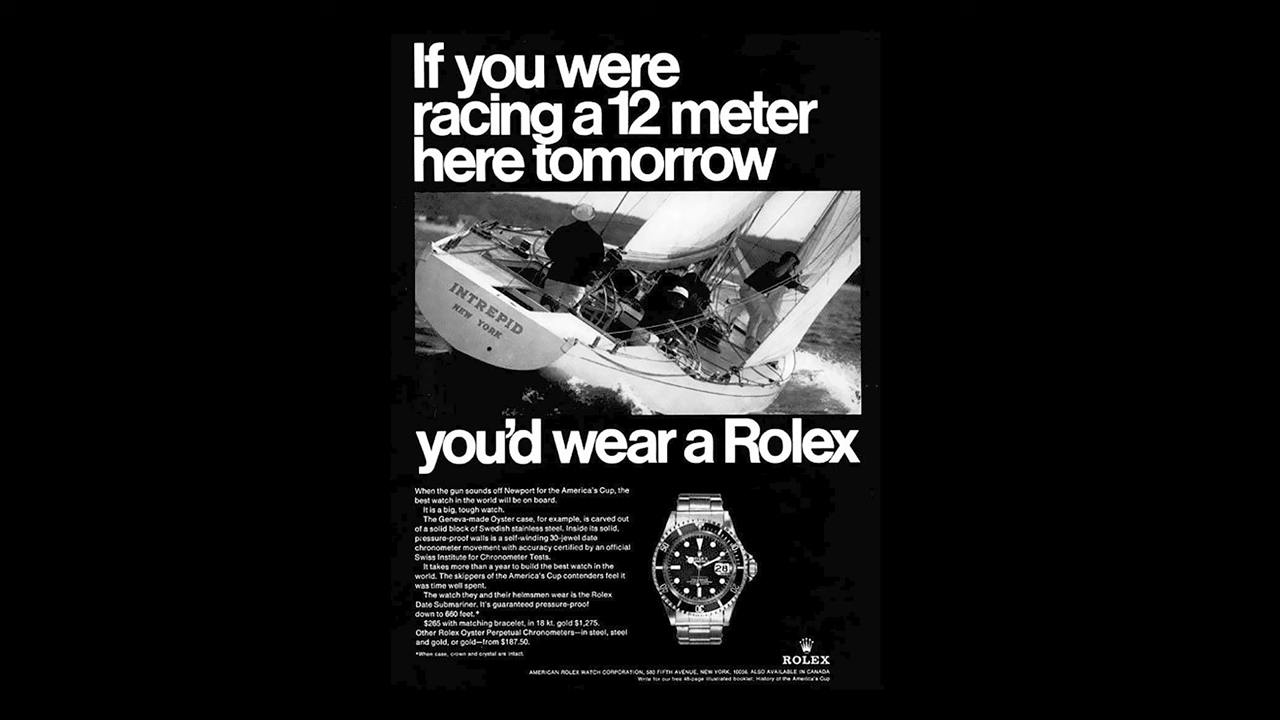 If you were
racing a 12 meter
here tomorrow
INTREPID
NEW YORK
you'd wear a Rolex
When the gun sounds off Newport for the America's Cup, the
best watch in the world will be on board.
It is a big, tough watch.
The Geneva-made Oyster case, for example, is carved out
of a solid block of Swedish stainless steel. Inside its solid,
pressure-proof walls is a self-winding 30-jewel date
chronometer movement with accuracy certified by an official
Swiss Institute for Chronometer Tests.
It takes more than a year to build the best watch in the
world. The skippers of the America's Cup contenders feel it
was time well spent.
The watch they and their helmsmen wear is the Rolex
Date Submariner. It's guaranteed pressure-proof
down to 660 feet.*
$265 with matching bracelet, in 18 kt. gold $1,275.
Other Rolex Oyster Perpetual Chronometers—in steel, steel
and gold, or gold—from $187.50.
*When case, crown and crystal are intact.
28
ROLEX
AMERICAN ROLEX WATCH CORPORATION, 580 FIFTH AVENUE, NEW YORK, 10036. ALSO AVAILABLE IN CANADA
Write for our free 48-page illustrated booklet: History of the America's Cup